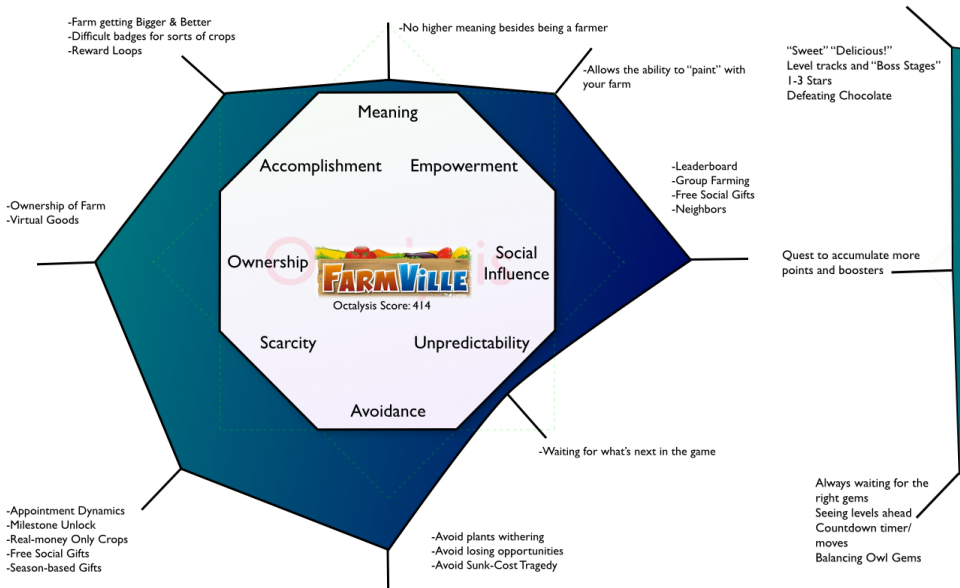 -Farm getting Bigger & Better
-Difficult badges for sorts of crops
-Reward Loops
-No higher meaning besides being a farmer
-Allows the ability to “paint” with
your farm
“Sweet” “Delicious!”
Level tracks and “Boss Stages”
1-3 Stars
Defeating Chocolate
Meaning
Accomplishment
Empowerment
-Leaderboard
-Group Farming
-Free Social Gifts
-Neighbors
-Ownership of Farm
-Virtual Goods
Octalysis
Ownership
FARMVILLE
Social
Influence
Octalysis Score: 414
Quest to accumulate more
points and boosters
Scarcity
Unpredictability
Avoidance
-Waiting for what's next in the game
-Appointment Dynamics
-Milestone Unlock
-Real-money Only Crops
-Free Social Gifts
-Season-based Gifts
-Avoid plants withering
-Avoid losing opportunities
-Avoid Sunk-Cost Tragedy
Always waiting for the
right gems
Seeing levels ahead
Countdown timer/
moves
Balancing Owl Gems